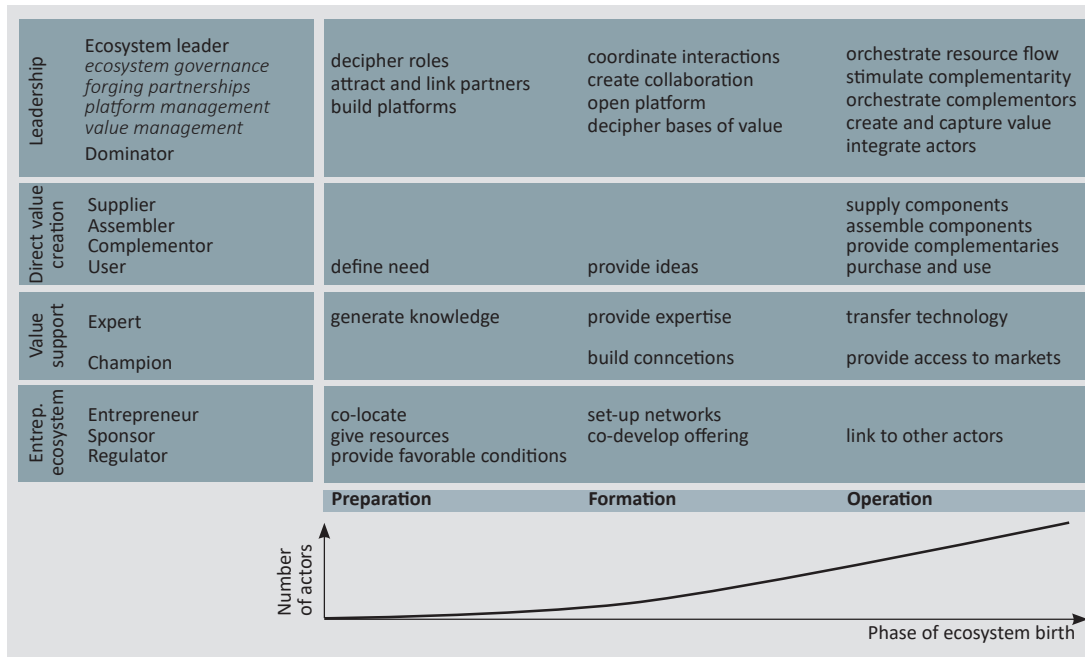 Leadership
Ecosystem leader
ecosystem governance
forging partnerships
platform management
value management
Dominator
decipher roles
attract and link partners
build platforms
coordinate interactions
create collaboration
open platform
decipher bases of value
orchestrate resource flow
stimulate complementarity
orchestrate complementors
create and capture value
integrate actors
Direct value
creation
Supplier
Assembler
Complementor
User
define need
provide ideas
supply components
assemble components
provide complementaries
purchase and use
Value
support
Expert
Champion
generate knowledge
provide expertise
build conncetions
transfer technology
provide access to markets
Entrep.
ecosystem
Entrepreneur
Sponsor
Regulator
co-locate
give resources
provide favorable conditions
set-up networks
co-develop offering
link to other actors
Preparation
Formation
Operation
Number
of actors
Phase of ecosystem birth